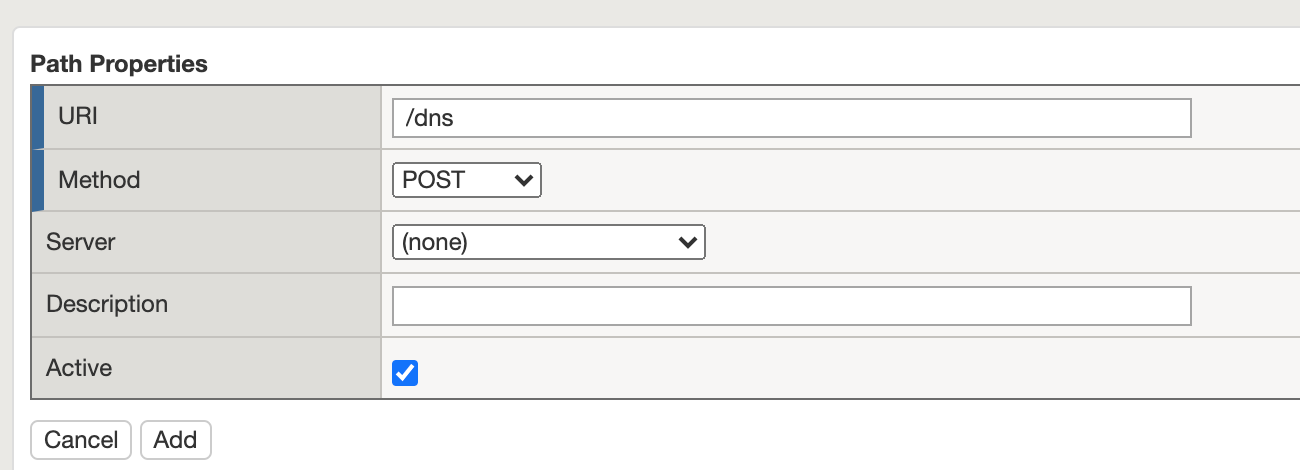 Path Properties
URI /dns
Method POST
Server (none)
Description
Active
Cancel Add